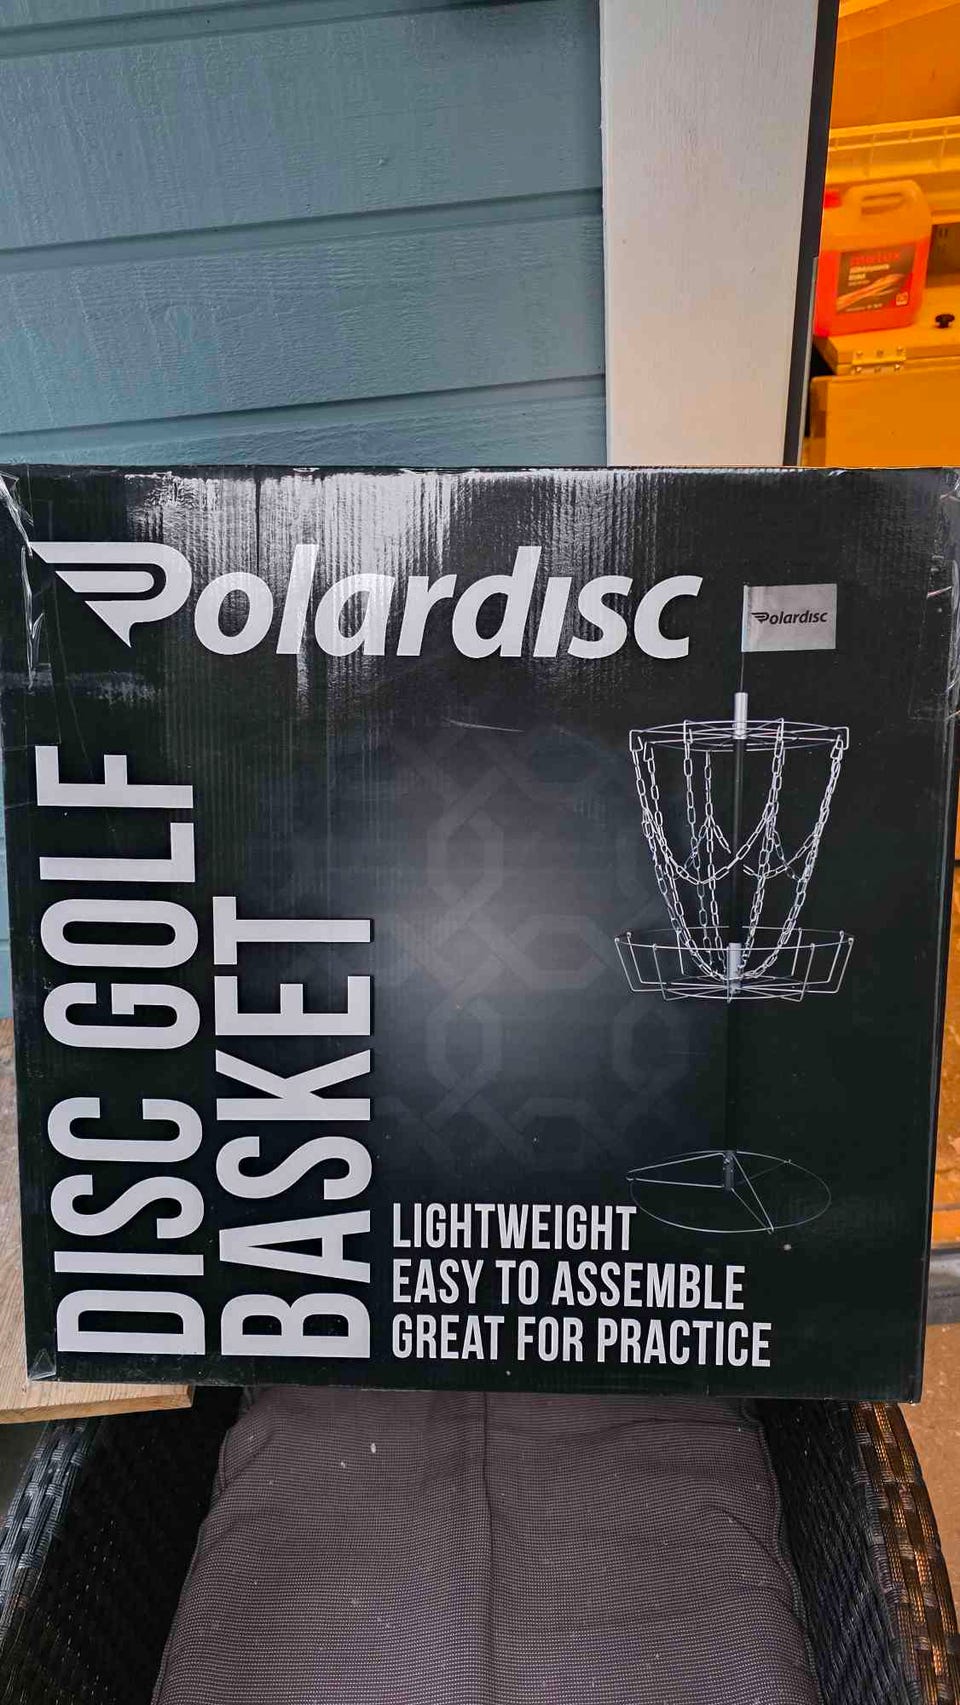 Polardisc
Polardisc
DISC GOLF
BASKET
LIGHTWEIGHT
EASY TO ASSEMBLE
GREAT FOR PRACTICE